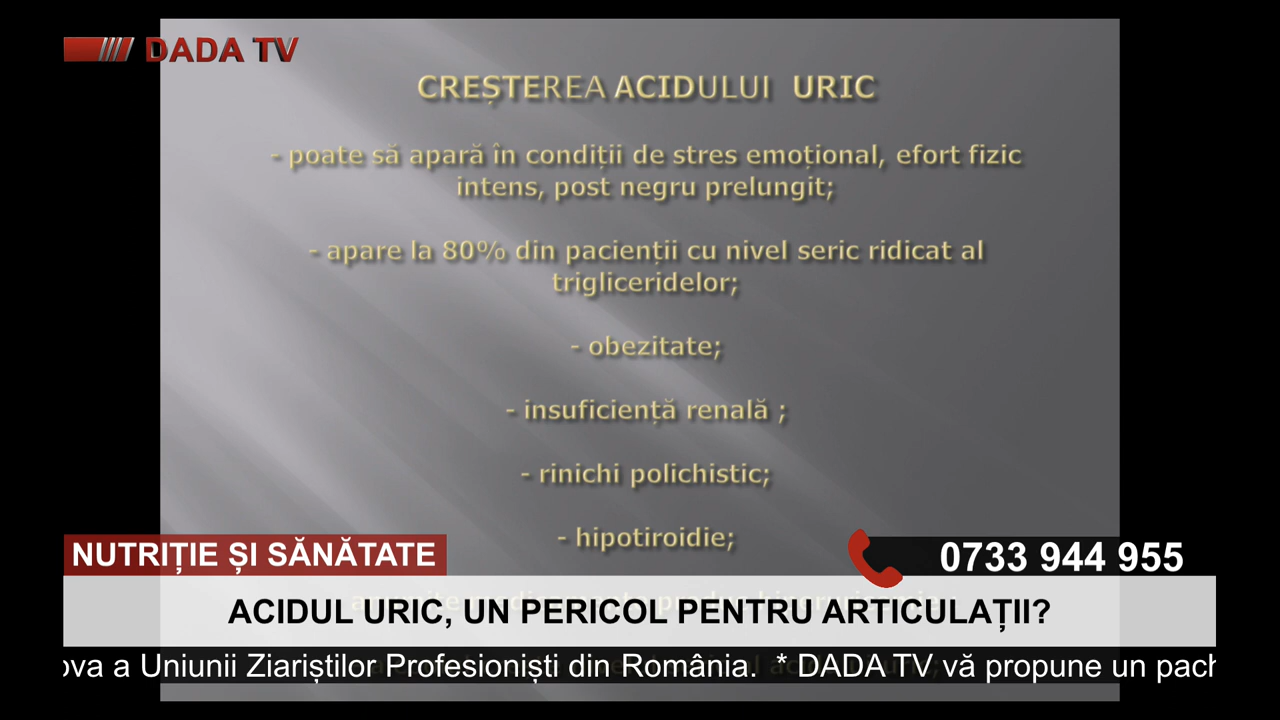 DADA TV
CREȘTEREA ACIDULUI URIC
- poate să apară în condiții de stres emoțional, efort fizic
intens, post negru prelungit;
- apare la 80% din pacienții cu nivel seric ridicat al
trigliceridelor;
- obezitate;
- insuficiență renală ;
- rinichi polichistic;
- hipotiroidie;
NUTRIȚIE ȘI SĂNĂTATE
0733 944 955
ACIDUL URIC, UN PERICOL PENTRU ARTICULAȚII?
ova a Uniunii Ziariștilor Profesioniști din România. * DADA TV vă propune un pach